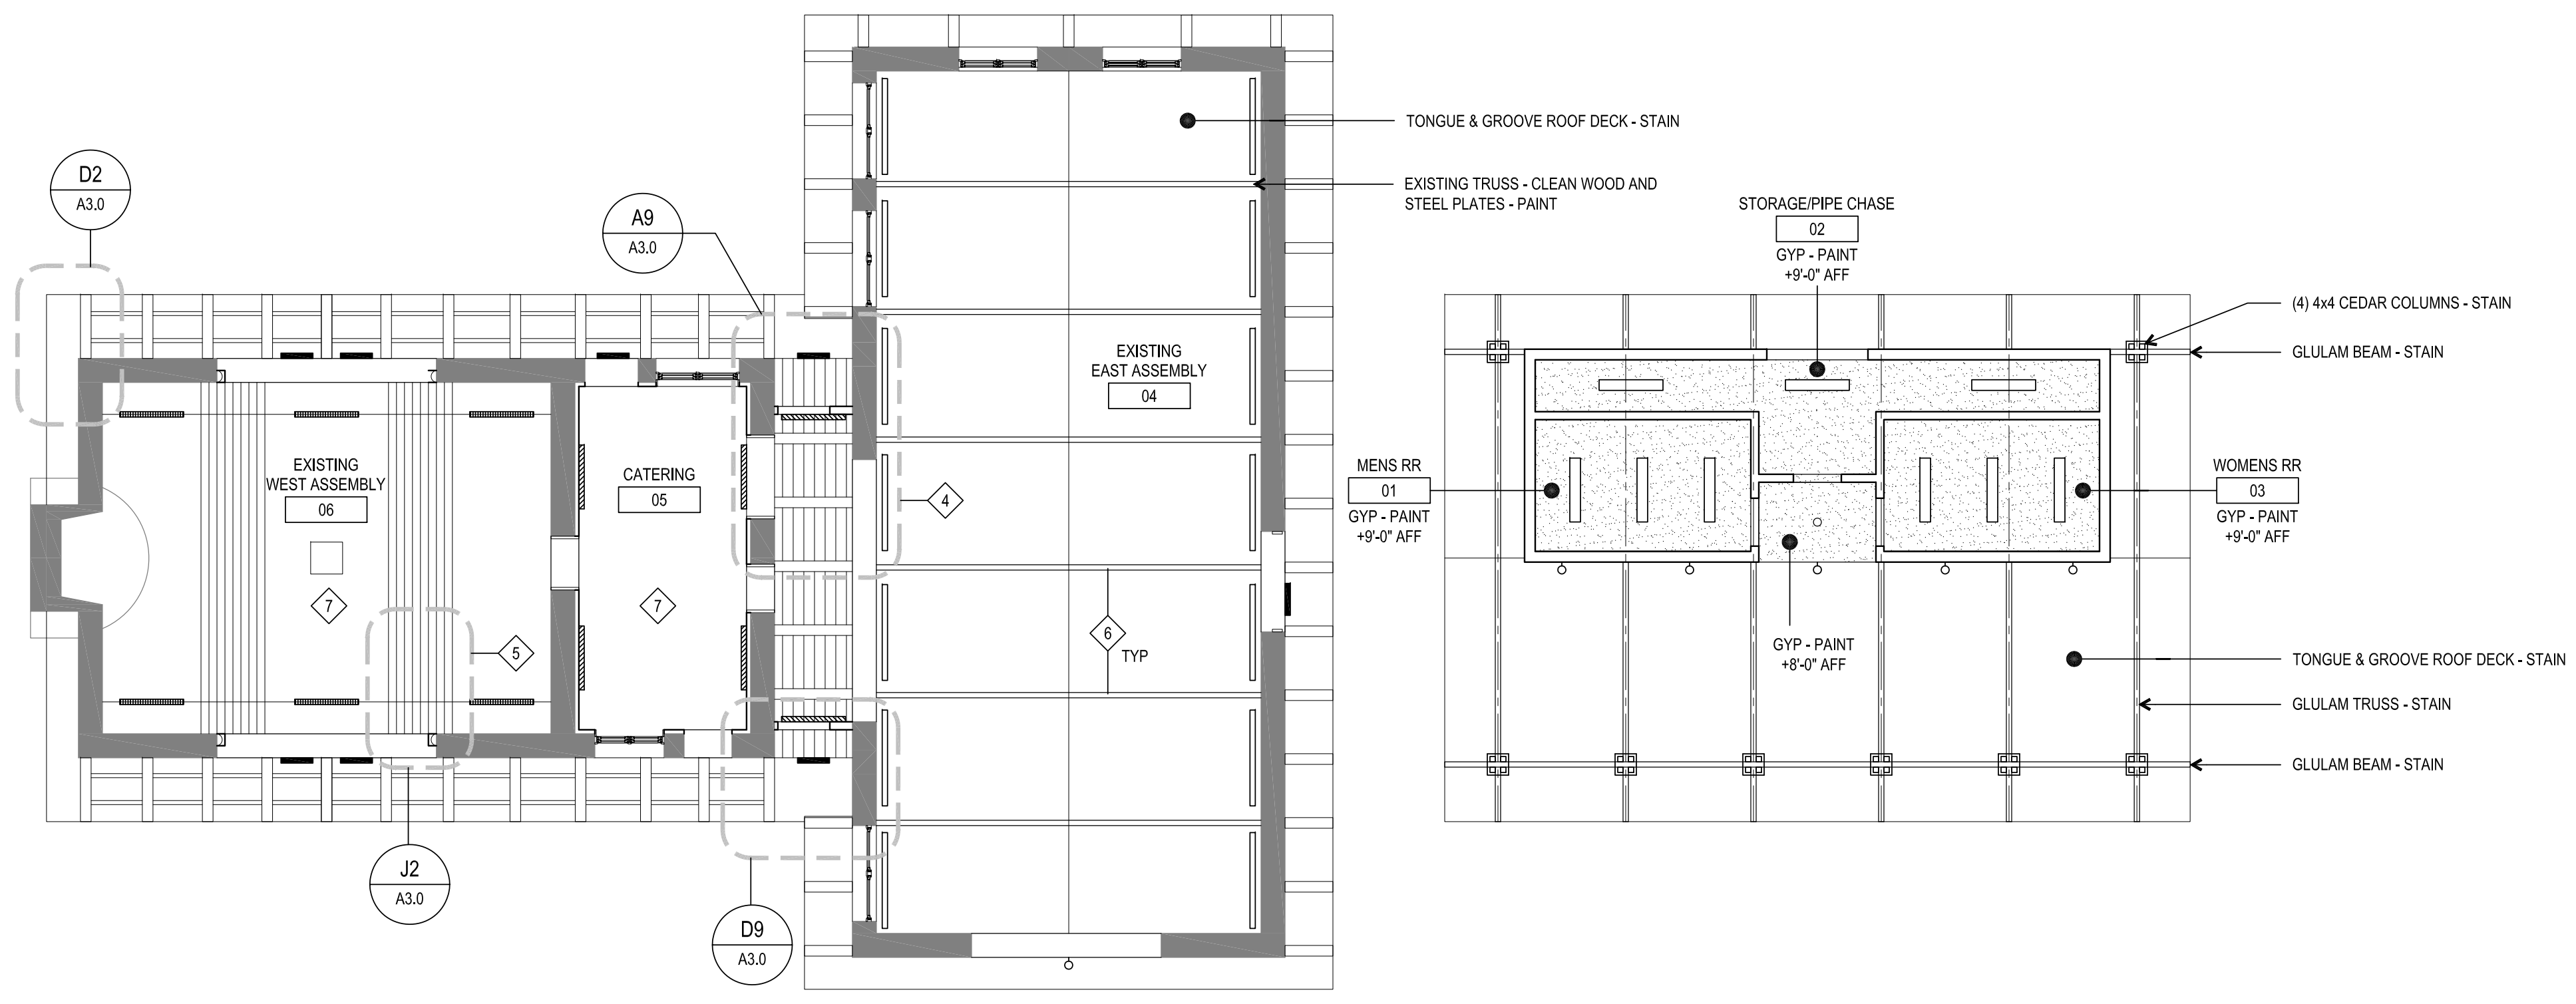 D2
A3.0
A9
A3.0
TONGUE & GROOVE ROOF DECK - STAIN
EXISTING TRUSS - CLEAN WOOD AND
STEEL PLATES - PAINT
STORAGE/PIPE CHASE
02
GYP - PAINT
+9'-0" AFF
(4) 4x4 CEDAR COLUMNS - STAIN
GLULAM BEAM - STAIN
EXISTING
EAST ASSEMBLY
04
EXISTING
WEST ASSEMBLY
06
CATERING
05
MENS RR
01
GYP - PAINT
+9'-0" AFF
WOMENS RR
03
GYP - PAINT
+9'-0" AFF
4
7
7
5
6
TYP
GYP - PAINT
+8'-0" AFF
TONGUE & GROOVE ROOF DECK - STAIN
GLULAM TRUSS - STAIN
GLULAM BEAM - STAIN
J2
A3.0
D9
A3.0